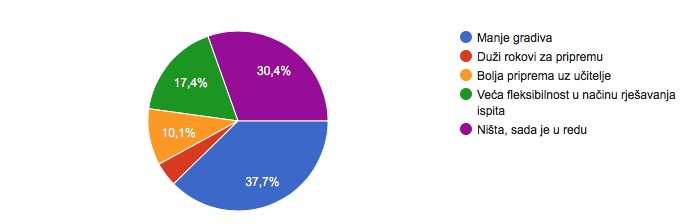 30,4%
17,4%
10,1%
37,7%
Manje gradiva
Duži rokovi za pripremu
Bolja priprema uz učitelje
Veća fleksibilnost u načinu rješavanja
ispita
Ništa, sada je u redu